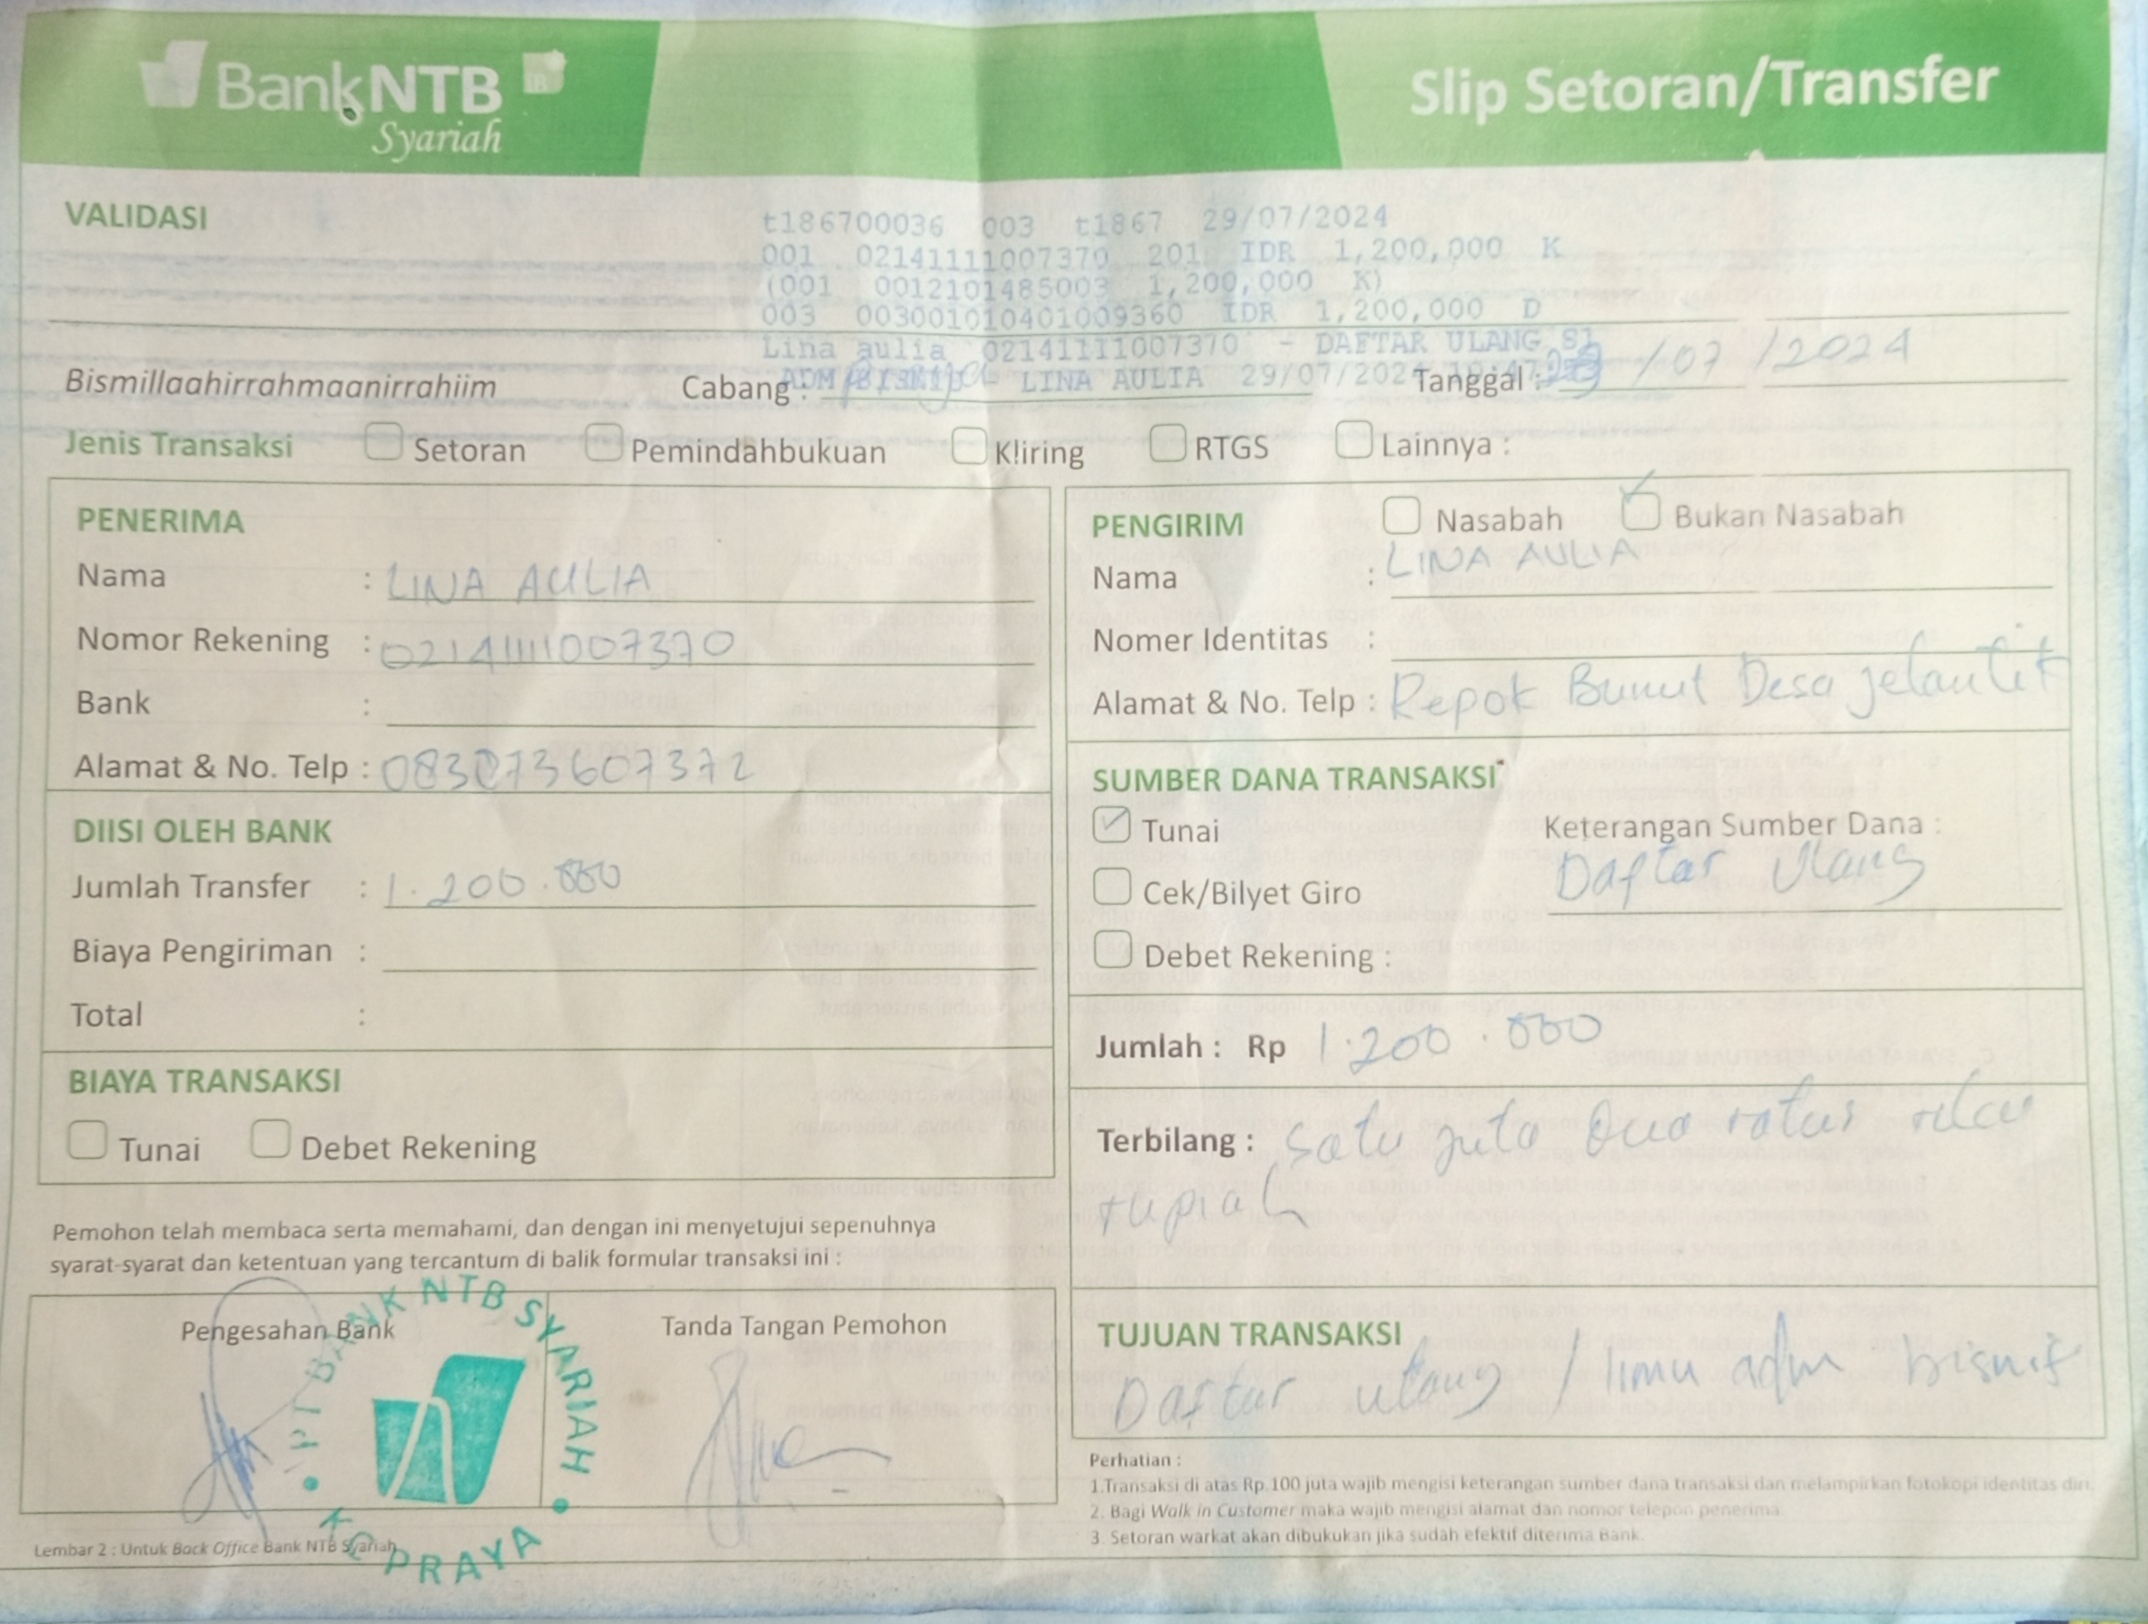 BankNTB
Syariah
Slip Setoran/Transfer
VALIDASI
t186700036 003 t1867 29/07/2024
001 02141111007370 201 IDR 1,200,000 K
(001 0012101485003 1,200,000 K)
003 003001010401009360 IDR 1,200,000 D
Lina aulia 02141111007370 - DAFTAR ULANG S1
ADM BISNIS - LINA AULIA 29/07/2024
Bismillaahirrahmaanirrahiim Cabang : Tanggal : /07 /2024
Jenis Transaksi Setoran Pemindahbukuan Kliring RTGS Lainnya :
PENERIMA
Nama : LINA AULIA
Nomor Rekening : 02141111007370
Bank :
Alamat & No. Telp : 083073607372
DIISI OLEH BANK
Jumlah Transfer : 1.200.000
Biaya Pengiriman :
Total :
BIAYA TRANSAKSI
Tunai Debet Rekening
PENGIRIM Nasabah Bukan Nasabah
Nama : LINA AULIA
Nomer Identitas :
Alamat & No. Telp : Repok Bunut Desa jelantik
SUMBER DANA TRANSAKSI*
Tunai Keterangan Sumber Dana :
Daftar Ulang
Cek/Bilyet Giro
Debet Rekening :
Jumlah : Rp 1.200.000
Terbilang : Satu juta dua ratus ribu
rupiah
TUJUAN TRANSAKSI
Daftar ulang / Ilmu adm bisnis
Pemohon telah membaca serta memahami, dan dengan ini menyetujui sepenuhnya
syarat-syarat dan ketentuan yang tercantum di balik formular transaksi ini :
Pengesahan Bank Tanda Tangan Pemohon
PT BANK NTB SYARIAH
KC PRAYA
Lembar 2 : Untuk Back Office Bank NTB Syariah
Perhatian :
1.Transaksi di atas Rp.100 juta wajib mengisi keterangan sumber dana transaksi dan melampirkan fotokopi identitas diri.
2. Bagi Walk in Customer maka wajib mengisi alamat dan nomor telepon penerima.
3. Setoran warkat akan dibukukan jika sudah efektif diterima Bank.